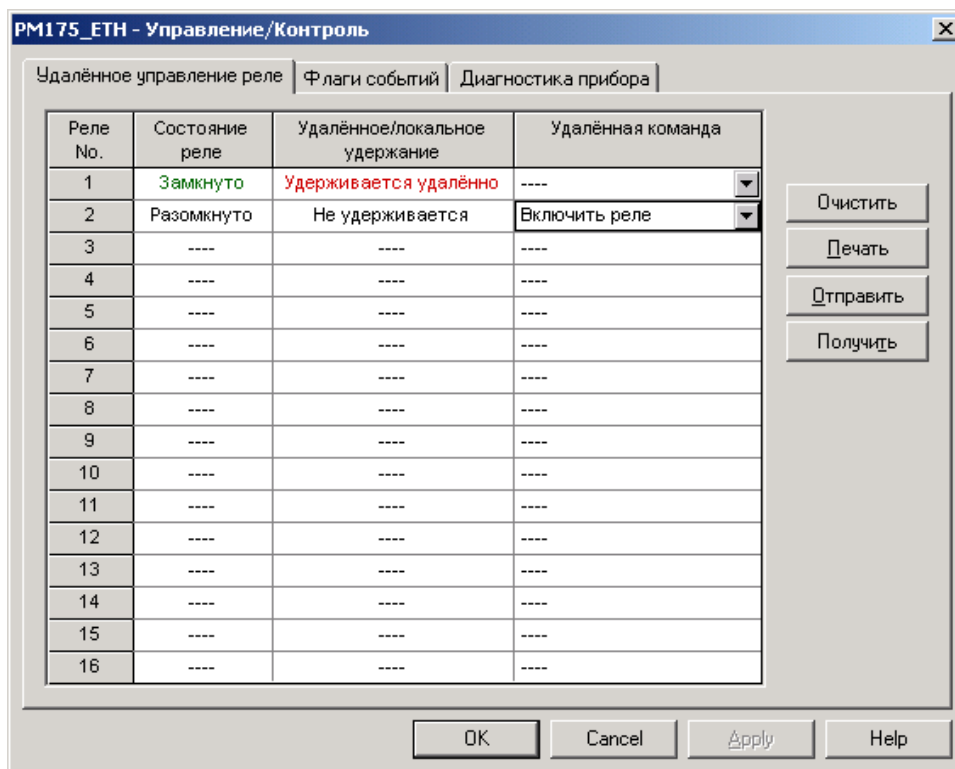 PM175_ETH - Управление/Контроль
Удалённое управление реле Флаги событий Диагностика прибора
Реле No. Состояние реле Удалённое/локальное удержание Удалённая команда
1 Замкнуто Удерживается удалённо ----
2 Разомкнуто Не удерживается Включить реле
3 ---- ---- ----
4 ---- ---- ----
5 ---- ---- ----
6 ---- ---- ----
7 ---- ---- ----
8 ---- ---- ----
9 ---- ---- ----
10 ---- ---- ----
11 ---- ---- ----
12 ---- ---- ----
13 ---- ---- ----
14 ---- ---- ----
15 ---- ---- ----
16 ---- ---- ----
Очистить
Печать
Отправить
Получить
OK Cancel Apply Help